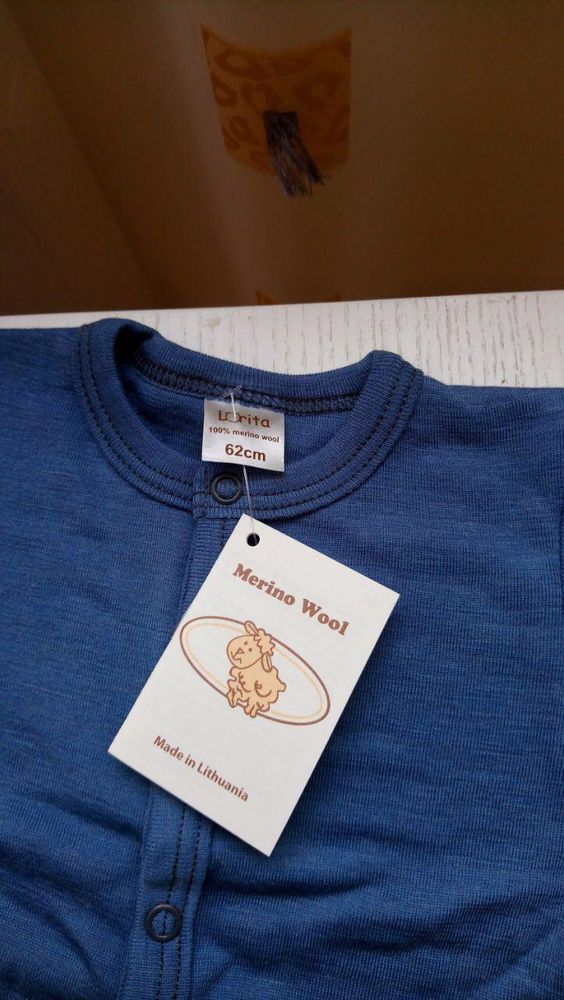 Lorita
100% merino wool
62cm
Merino Wool
Made in Lithuania